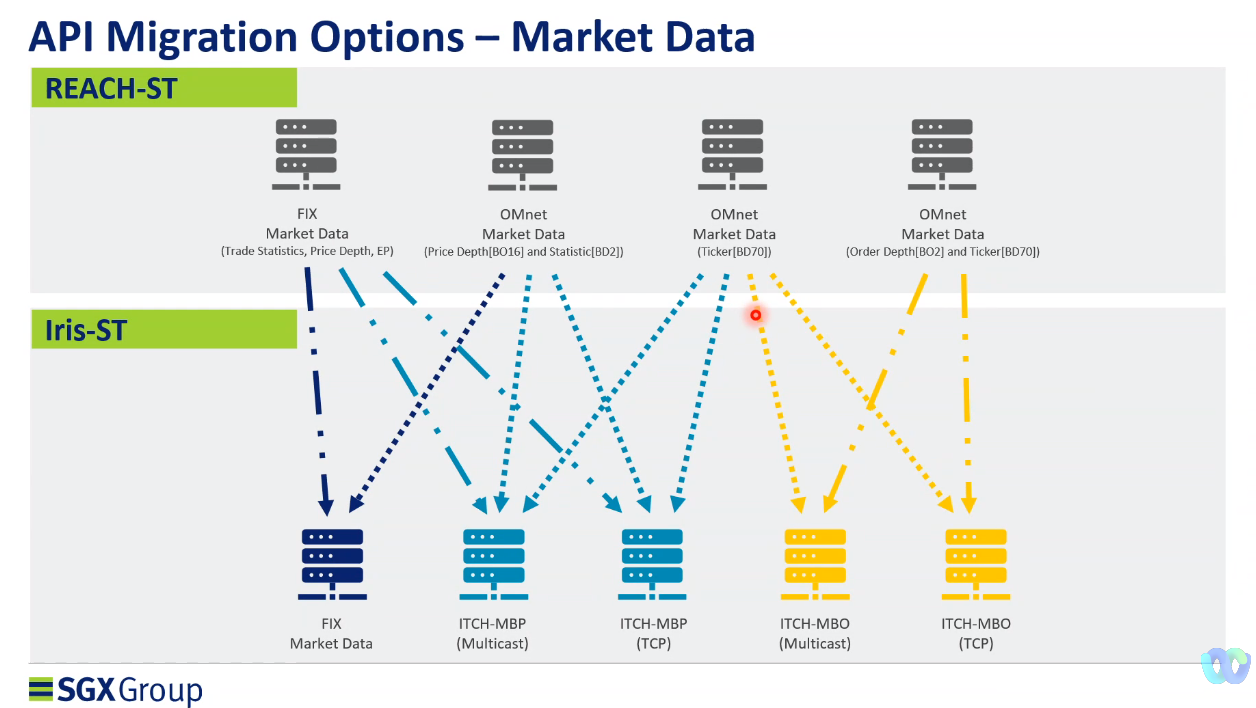 API Migration Options – Market Data
REACH-ST
FIX
Market Data
(Trade Statistics, Price Depth, EP)
OMnet
Market Data
(Price Depth[BO16] and Statistic[BD2])
OMnet
Market Data
(Ticker[BD70])
OMnet
Market Data
(Order Depth[BO2] and Ticker[BD70])
Iris-ST
FIX
Market Data
ITCH-MBP
(Multicast)
ITCH-MBP
(TCP)
ITCH-MBO
(Multicast)
ITCH-MBO
(TCP)
SGX Group